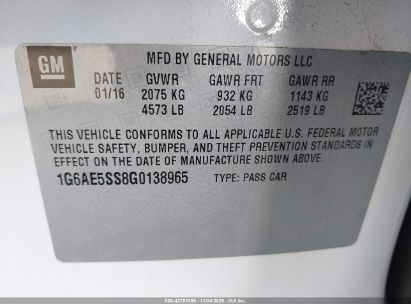 GM
MFD BY GENERAL MOTORS LLC
DATE GVWR GAWR FRT GAWR RR
01/16 2075 KG 932 KG 1143 KG
4573 LB 2054 LB 2519 LB
THIS VEHICLE CONFORMS TO ALL APPLICABLE U.S. FEDERAL MOTOR
VEHICLE SAFETY, BUMPER, AND THEFT PREVENTION STANDARDS
IN EFFECT ON THE DATE OF MANUFACTURE SHOWN ABOVE.
1G6AE5SS8G0138965 TYPE: PASS CAR